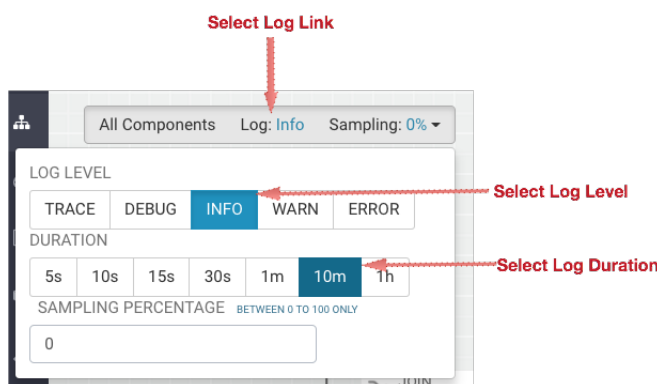 Select Log Link
All Components Log: Info Sampling: 0%
LOG LEVEL
TRACE DEBUG INFO WARN ERROR
Select Log Level
DURATION
5s 10s 15s 30s 1m 10m 1h
Select Log Duration
SAMPLING PERCENTAGE BETWEEN 0 TO 100 ONLY
0
JOIN